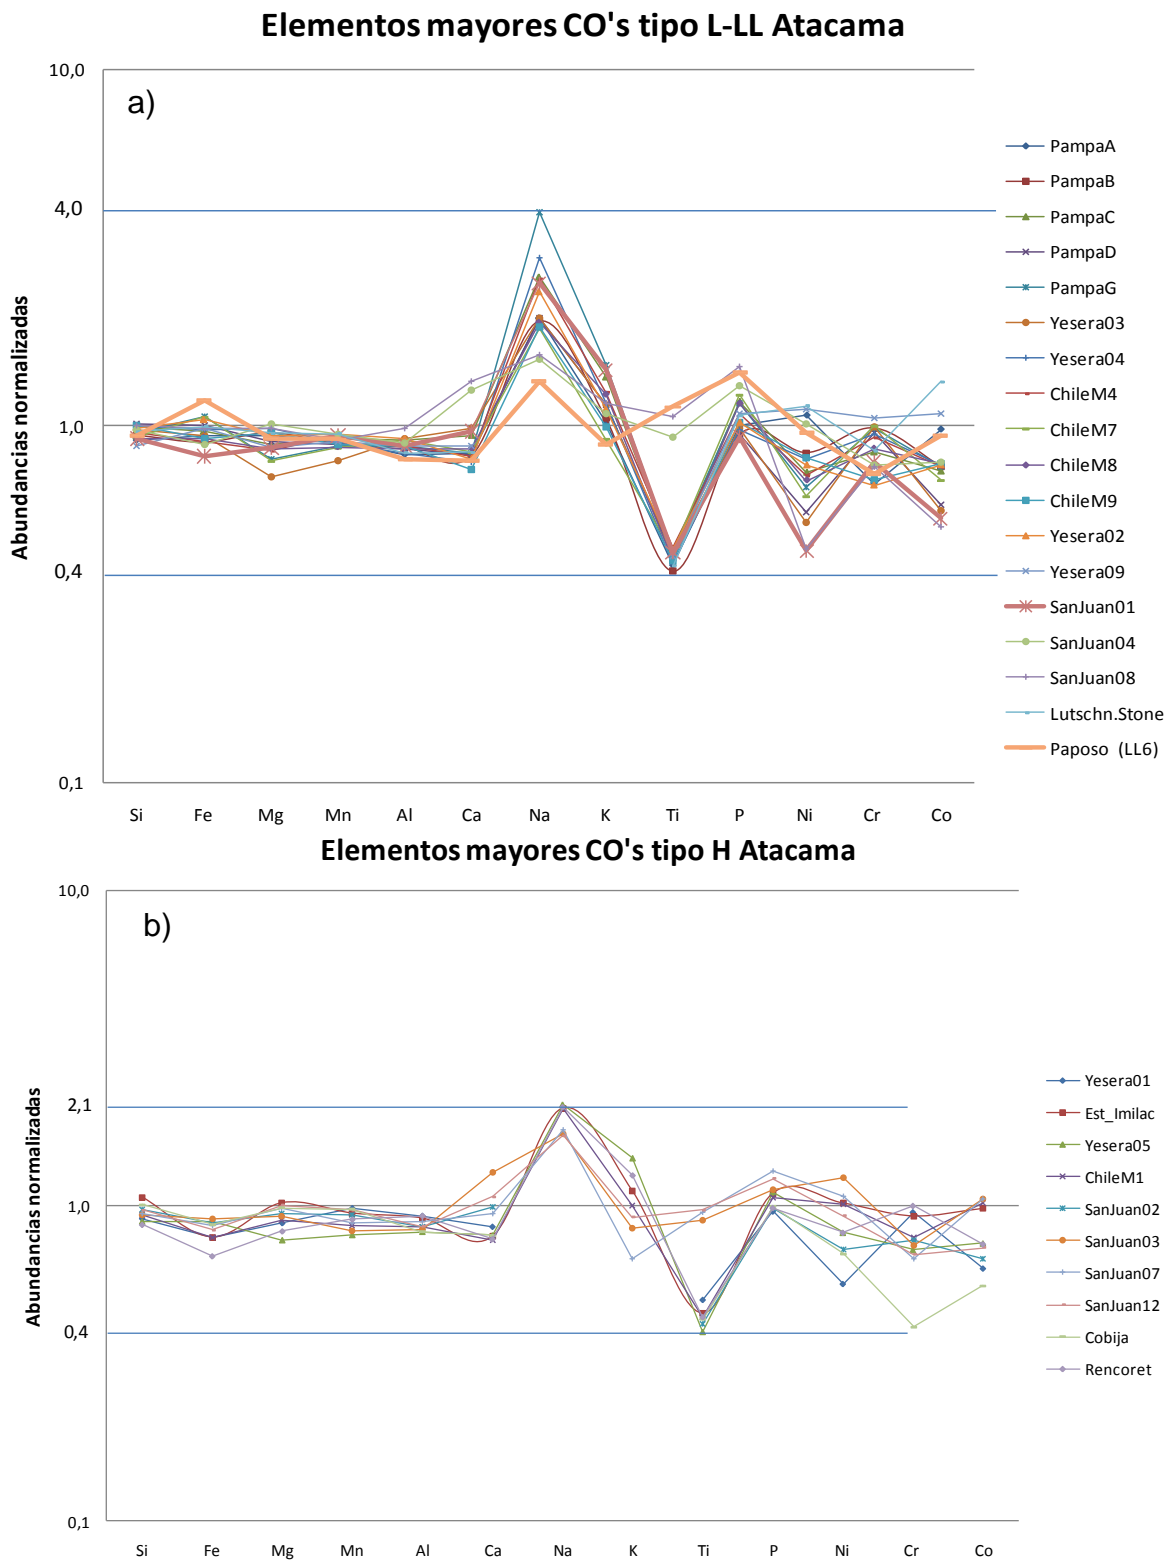 Elementos mayores CO's tipo L-LL Atacama
10,0
a)
4,0
1,0
0,4
0,1
Abundancias normalizadas
Si Fe Mg Mn Al Ca Na K Ti P Ni Cr Co
PampaA
PampaB
PampaC
PampaD
PampaG
Yesera03
Yesera04
ChileM4
ChileM7
ChileM8
ChileM9
Yesera02
Yesera09
SanJuan01
SanJuan04
SanJuan08
Lutschn.Stone
Paposo (LL6)
Elementos mayores CO's tipo H Atacama
10,0
b)
2,1
1,0
0,4
0,1
Abundancias normalizadas
Si Fe Mg Mn Al Ca Na K Ti P Ni Cr Co
Yesera01
Est_Imilac
Yesera05
ChileM1
SanJuan02
SanJuan03
SanJuan07
SanJuan12
Cobija
Rencoret